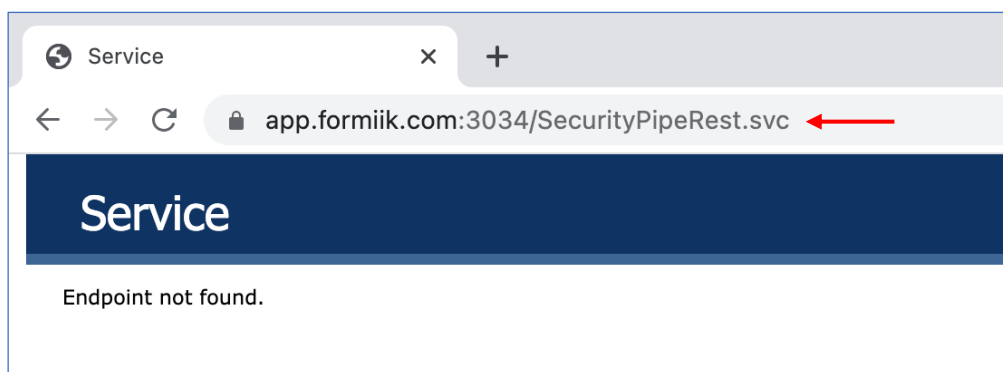 Service
app.formiik.com:3034/SecurityPipeRest.svc
Service
Endpoint not found.